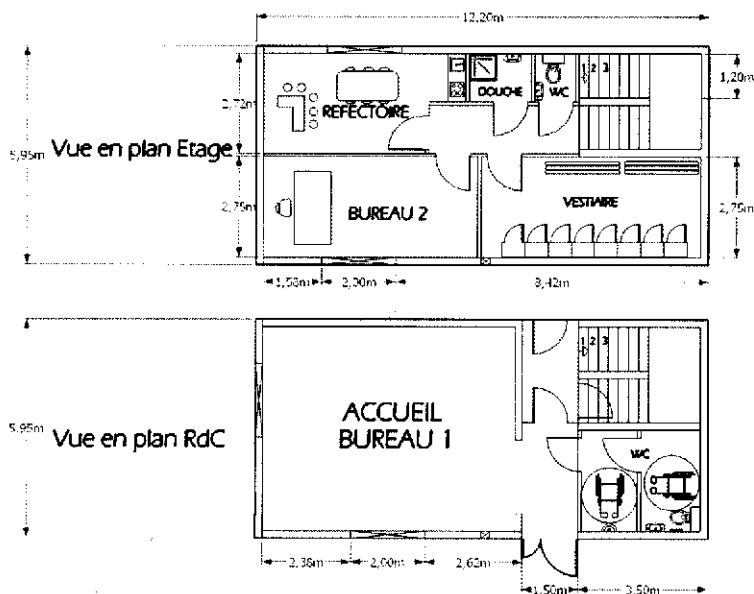 12,20m
5,95m
Vue en plan Etage
2,72m
REFECTOIRE
DOUCHE
WC
1 2 3
1,20m
2,75m
BUREAU 2
VESTIAIRE
2,75m
1,58m
2,00m
8,42m
5,95m
Vue en plan RdC
ACCUEIL
BUREAU 1
1 2 3
WC
2,38m
2,00m
2,62m
1,50m
3,50m